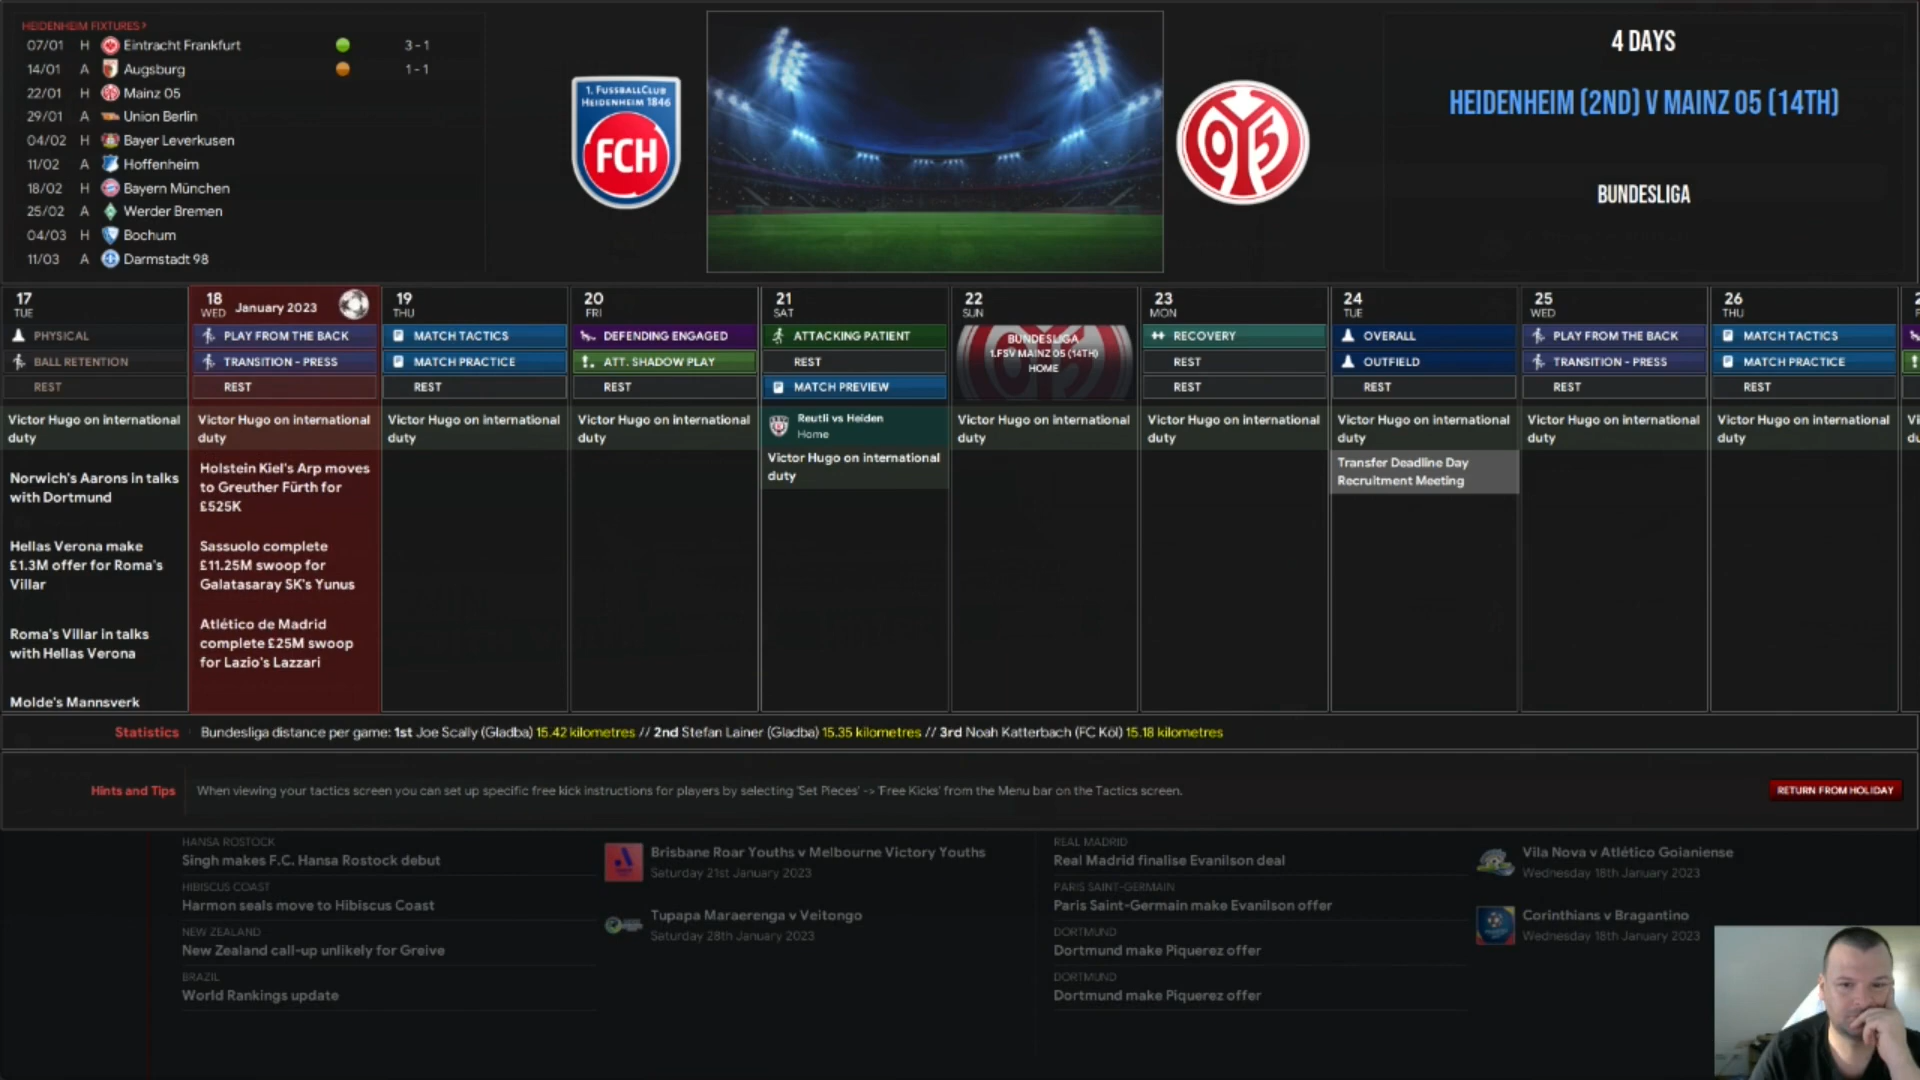 HEIDENHEIM FIXTURES >
07/01 H Eintracht Frankfurt 3 - 1
14/01 A Augsburg 1 - 1
22/01 H Mainz 05
29/01 A Union Berlin
04/02 H Bayer Leverkusen
11/02 A Hoffenheim
18/02 H Bayern München
25/02 A Werder Bremen
04/03 H Bochum
11/03 A Darmstadt 98
1. FUSSBALLCLUB
HEIDENHEIM 1846
FCH
05
4 DAYS
HEIDENHEIM (2ND) V MAINZ 05 (14TH)
BUNDESLIGA
17
TUE
PHYSICAL
BALL RETENTION
REST
Victor Hugo on international
duty
Norwich's Aarons in talks
with Dortmund
Hellas Verona make
£1.3M offer for Roma's
Villar
Roma's Villar in talks
with Hellas Verona
Molde's Mannsverk
18
WED January 2023
PLAY FROM THE BACK
TRANSITION - PRESS
REST
Victor Hugo on international
duty
Holstein Kiel's Arp moves
to Greuther Fürth for
£525K
Sassuolo complete
£11.25M swoop for
Galatasaray SK's Yunus
Atlético de Madrid
complete £25M swoop
for Lazio's Lazzari
19
THU
MATCH TACTICS
MATCH PRACTICE
REST
Victor Hugo on international
duty
20
FRI
DEFENDING ENGAGED
ATT. SHADOW PLAY
REST
Victor Hugo on international
duty
21
SAT
ATTACKING PATIENT
REST
MATCH PREVIEW
Reutli vs Heiden
Home
Victor Hugo on international
duty
22
SUN
BUNDESLIGA
1.FSV MAINZ 05 (14TH)
HOME
Victor Hugo on international
duty
23
MON
RECOVERY
REST
REST
Victor Hugo on international
duty
24
TUE
OVERALL
OUTFIELD
REST
Victor Hugo on international
duty
Transfer Deadline Day
Recruitment Meeting
25
WED
PLAY FROM THE BACK
TRANSITION - PRESS
REST
Victor Hugo on international
duty
26
THU
MATCH TACTICS
MATCH PRACTICE
REST
Victor Hugo on international
duty
Statistics Bundesliga distance per game: 1st Joe Scally (Gladba) 15.42 kilometres // 2nd Stefan Lainer (Gladba) 15.35 kilometres // 3rd Noah Katterbach (FC Köl) 15.18 kilometres
Hints and Tips When viewing your tactics screen you can set up specific free kick instructions for players by selecting 'Set Pieces' -> 'Free Kicks' from the Menu bar on the Tactics screen.
RETURN FROM HOLIDAY
HANSA ROSTOCK
Singh makes F.C. Hansa Rostock debut
HIBISCUS COAST
Harmon seals move to Hibiscus Coast
NEW ZEALAND
New Zealand call-up unlikely for Greive
BRAZIL
World Rankings update
Brisbane Roar Youths v Melbourne Victory Youths
Saturday 21st January 2023
Tupapa Maraerenga v Veitongo
Saturday 28th January 2023
REAL MADRID
Real Madrid finalise Evanilson deal
PARIS SAINT-GERMAIN
Paris Saint-Germain make Evanilson offer
DORTMUND
Dortmund make Piquerez offer
DORTMUND
Dortmund make Piquerez offer
Vila Nova v Atlético Goianiense
Wednesday 18th January 2023
Corinthians v Bragantino
Wednesday 18th January 2023